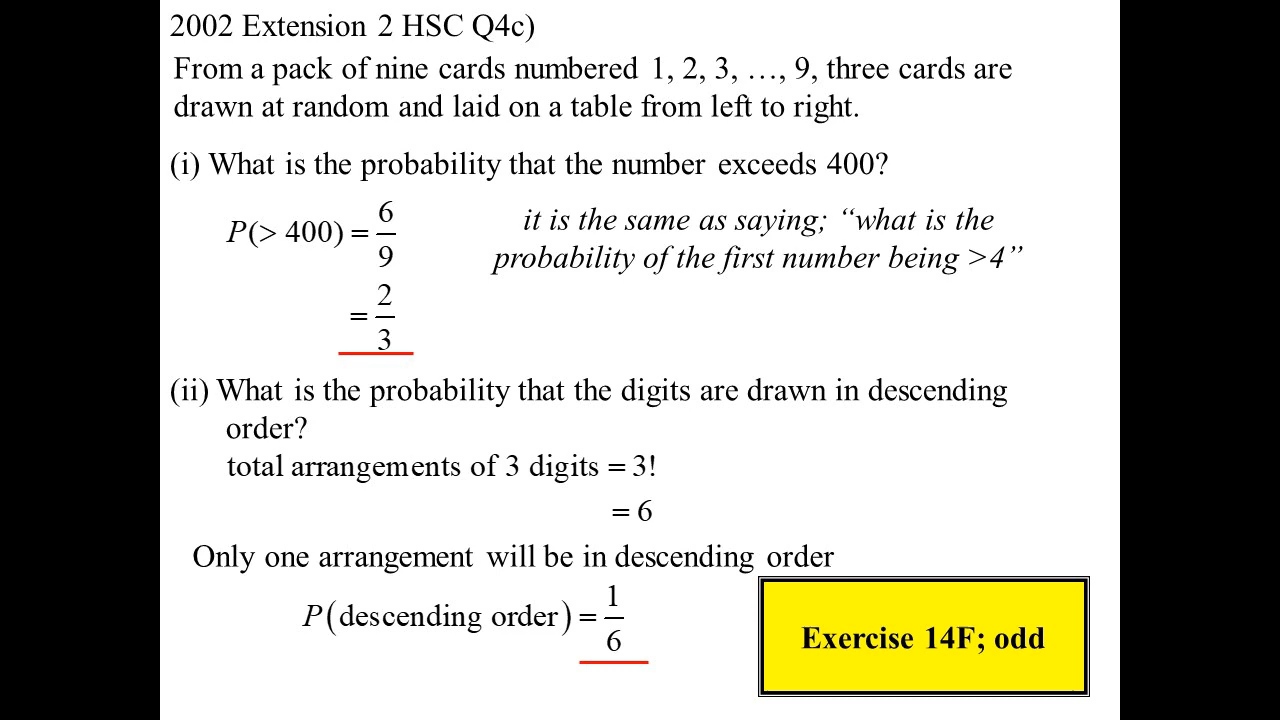 2002 Extension 2 HSC Q4c)
From a pack of nine cards numbered 1, 2, 3, …, 9, three cards are
drawn at random and laid on a table from left to right.
(i) What is the probability that the number exceeds 400?
P(> 400) = 6/9
it is the same as saying; “what is the
probability of the first number being >4”
= 2/3
(ii) What is the probability that the digits are drawn in descending
order?
total arrangements of 3 digits = 3!
= 6
Only one arrangement will be in descending order
P(descending order) = 1/6
Exercise 14F; odd